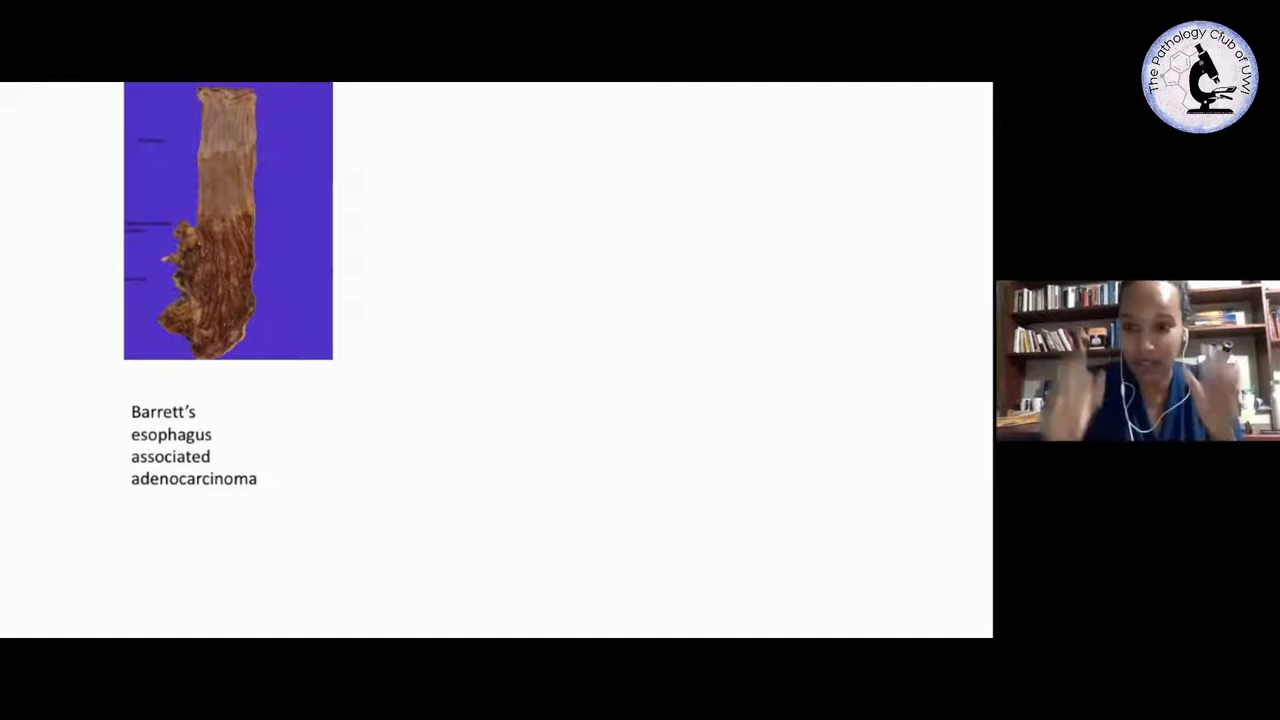 The Pathology Club of UWI
Barrett’s
esophagus
associated
adenocarcinoma